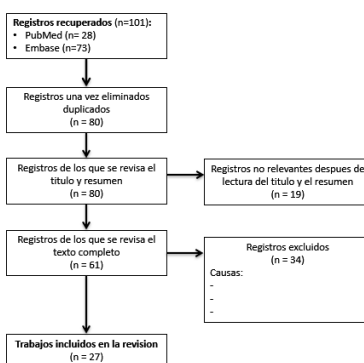 Registros recuperados (n=101):
• PubMed (n= 28)
• Embase (n=73)
Registros una vez eliminados
duplicados
(n = 80)
Registros de los que se revisa el
titulo y resumen
(n = 80)
Registros no relevantes despues de
lectura del titulo y el resumen
(n = 19)
Registros de los que se revisa el
texto completo
(n = 61)
Registros excluidos
(n = 34)
Causas:
-
-
-
Trabajos incluidos en la revision
(n = 27)